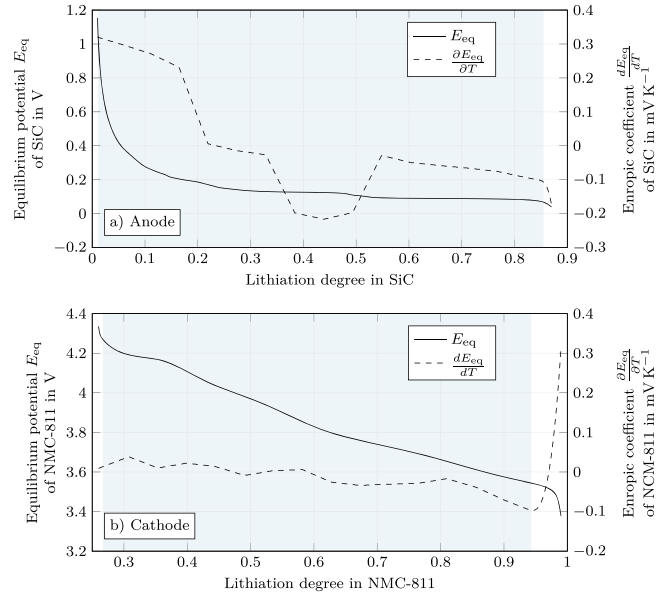 1.2
1
0.8
0.6
0.4
0.2
0
−0.2
0.4
0.3
0.2
0.1
0
−0.1
−0.2
−0.3
Equilibrium potential E_eq
of SiC in V
E_eq
∂E_eq/∂T
a) Anode
Enropic coefficient dE_eq/dT
of SiC in mV K⁻¹
0 0.1 0.2 0.3 0.4 0.5 0.6 0.7 0.8 0.9
Lithiation degree in SiC
4.4
4.2
4
3.8
3.6
3.4
3.2
0.4
0.3
0.2
0.1
0
−0.1
−0.2
Equilibrium potential E_eq
of NMC-811 in V
E_eq
dE_eq/dT
b) Cathode
Enropic coefficient ∂E_eq/∂T
of NCM-811 in mV K⁻¹
0.3 0.4 0.5 0.6 0.7 0.8 0.9 1
Lithiation degree in NMC-811